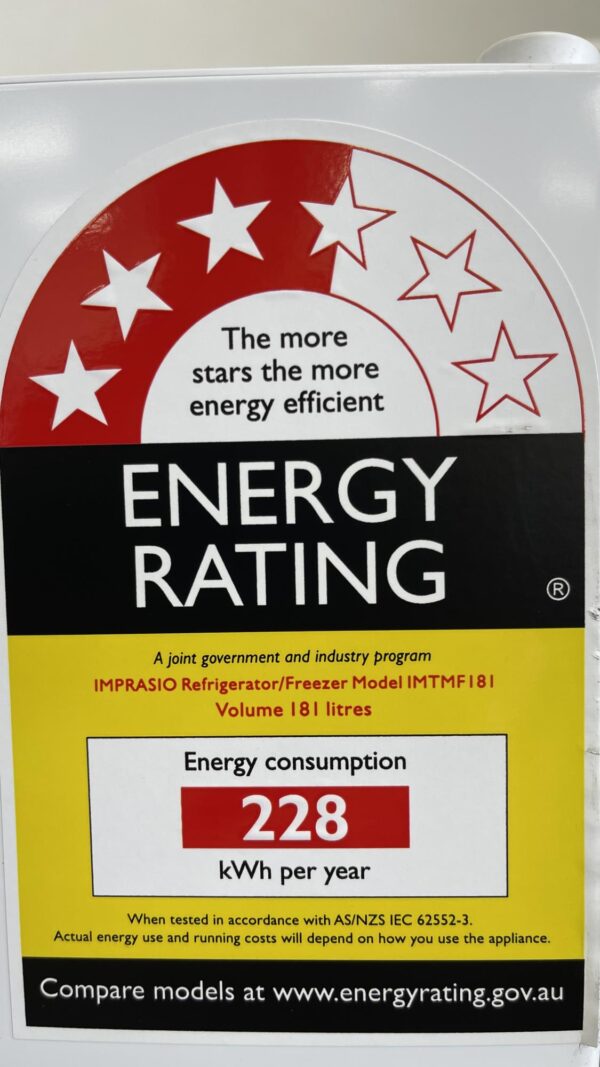 The more
stars the more
energy efficient
ENERGY
RATING
®
A joint government and industry program
IMPRASIO Refrigerator/Freezer Model IMTMF181
Volume 181 litres
Energy consumption
228
kWh per year
When tested in accordance with AS/NZS IEC 62552-3.
Actual energy use and running costs will depend on how you use the appliance.
Compare models at www.energyrating.gov.au